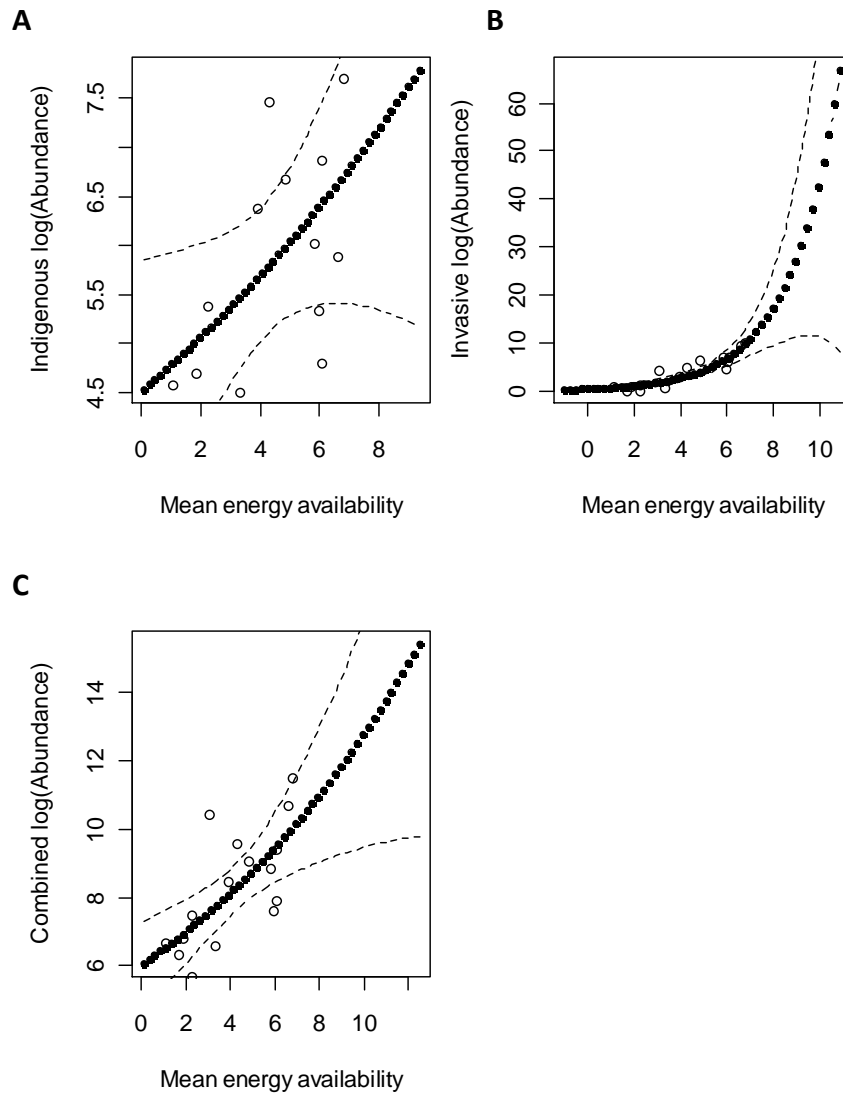 A
B
7.5
6.5
5.5
4.5
Indigenous log(Abundance)
0 2 4 6 8
Mean energy availability
60
50
40
30
20
10
0
Invasive log(Abundance)
0 2 4 6 8 10
Mean energy availability
C
14
12
10
8
6
Combined log(Abundance)
0 2 4 6 8 10
Mean energy availability